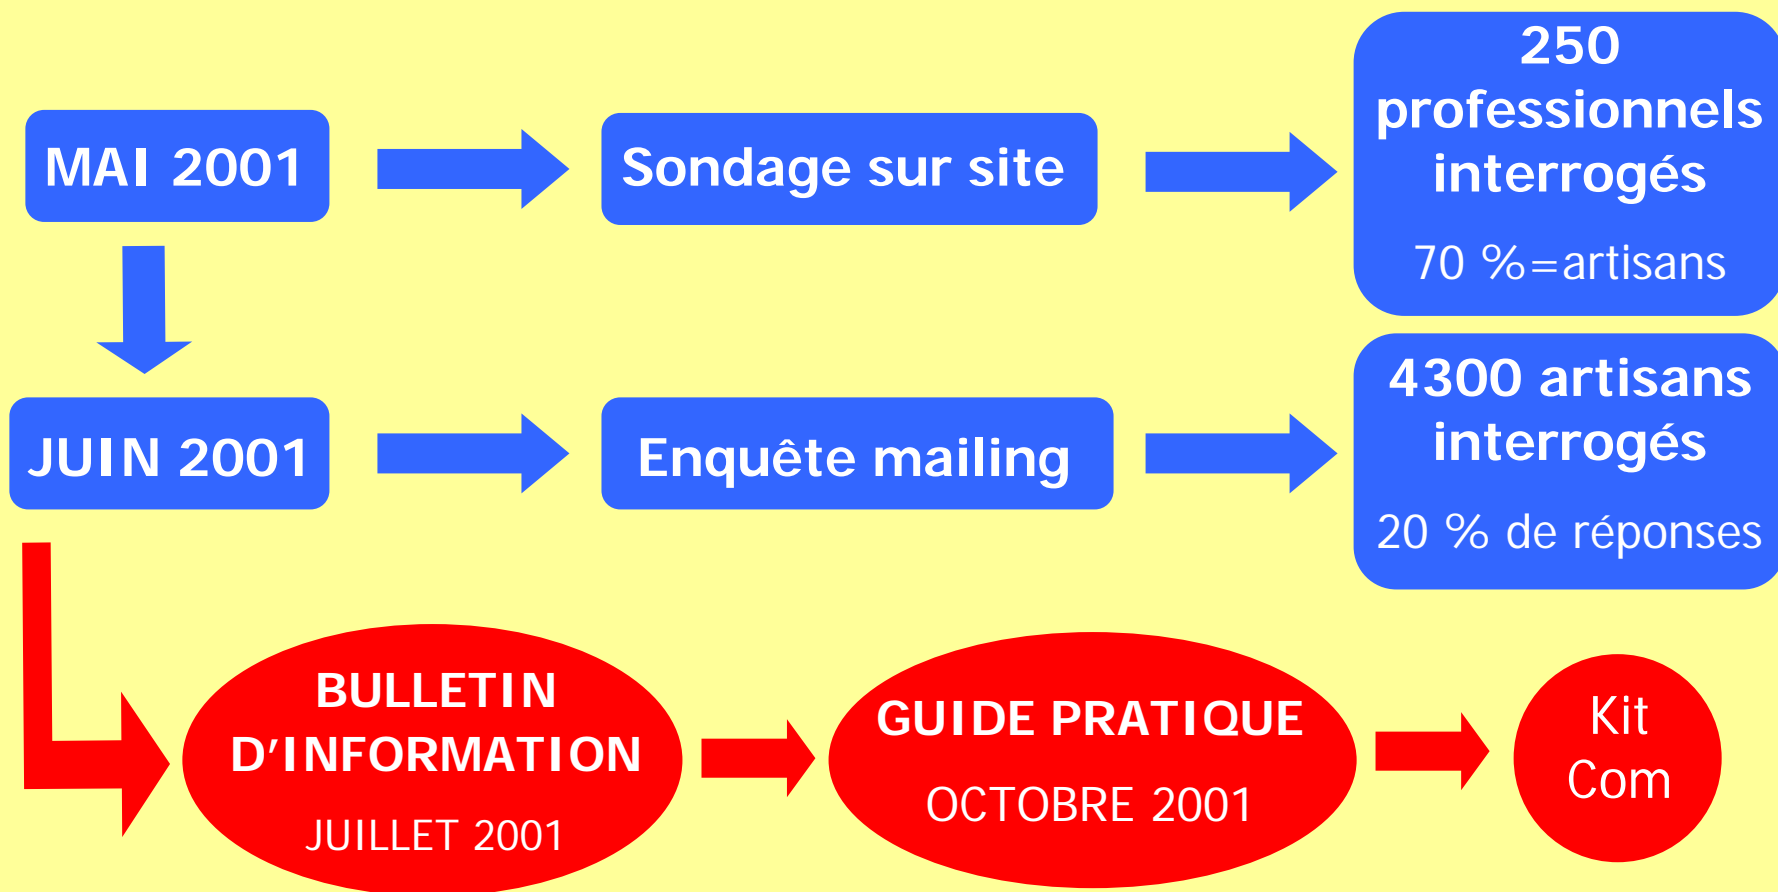 MAI 2001
Sondage sur site
250
professionnels
interrogés
70 %=artisans
JUIN 2001
Enquête mailing
4300 artisans
interrogés
20 % de réponses
BULLETIN
D'INFORMATION
JUILLET 2001
GUIDE PRATIQUE
OCTOBRE 2001
Kit
Com